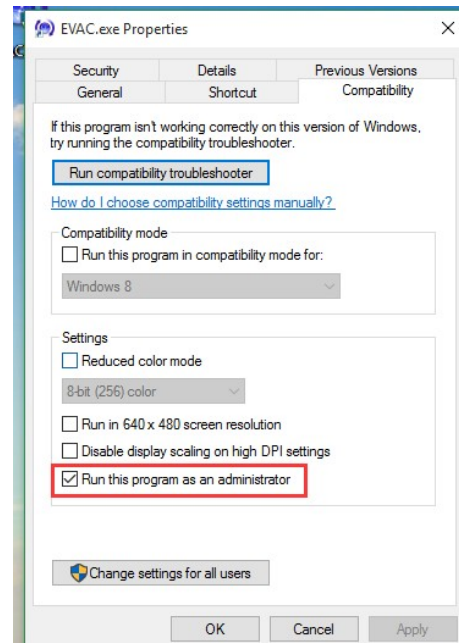 EVAC.exe Properties
Security Details Previous Versions
General Shortcut Compatibility
If this program isn't working correctly on this version of Windows,
try running the compatibility troubleshooter.
Run compatibility troubleshooter
How do I choose compatibility settings manually?
Compatibility mode
Run this program in compatibility mode for:
Windows 8
Settings
Reduced color mode
8-bit (256) color
Run in 640 x 480 screen resolution
Disable display scaling on high DPI settings
Run this program as an administrator
Change settings for all users
OK Cancel Apply